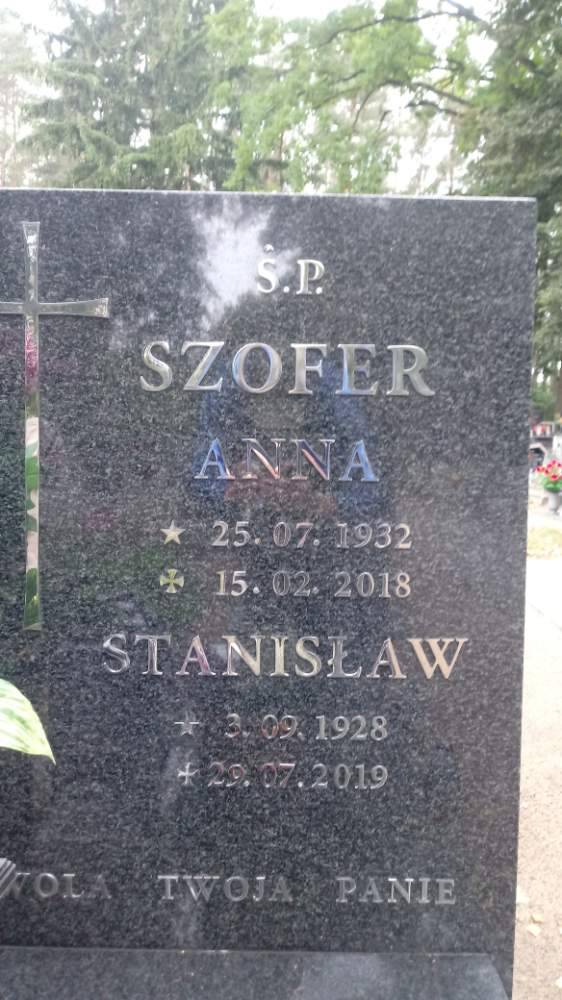 Ś.P.
SZOFER
ANNA
25.07.1932
15.02.2018
STANISŁAW
3.09.1928
29.07.2019
WOLA TWOJA PANIE